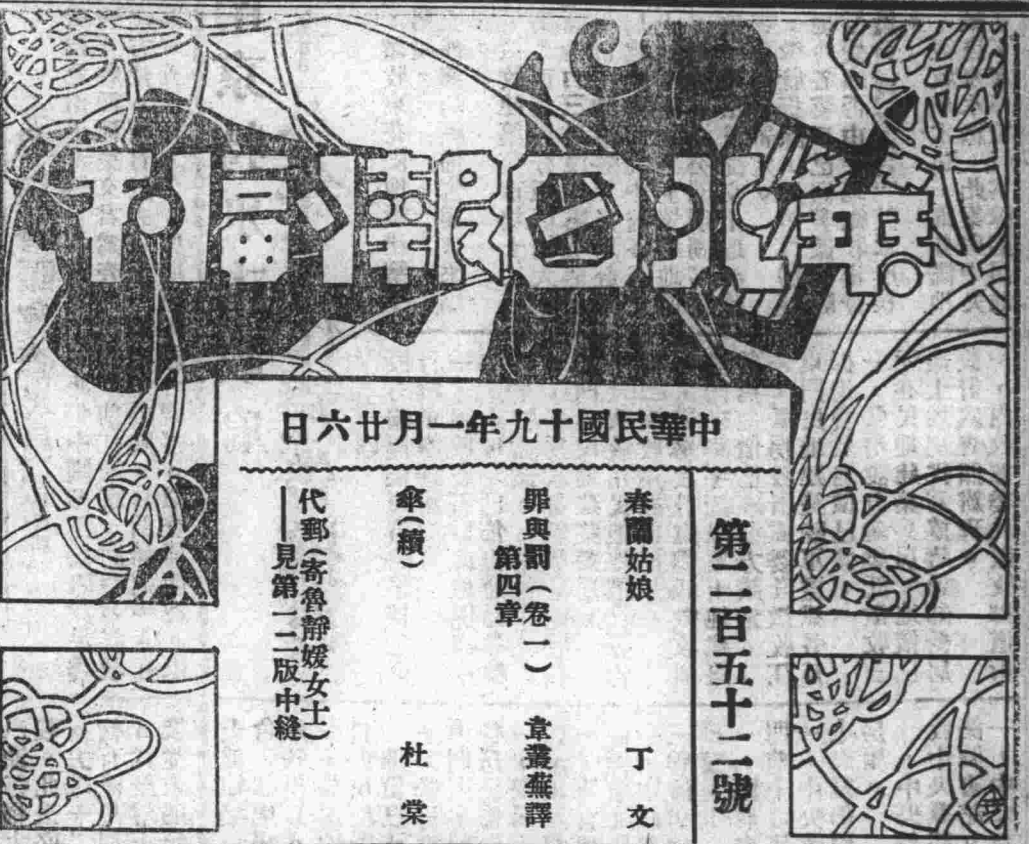 華北日報副刊
中華民國十九年一月廿六日
第二百五十二號
春蘭姑娘　丁文
罪與罰（卷一）　韋叢蕪譯
第四章
傘（續）　杜棠
代郵（寄魯靜媛女士）
——見第一二版中縫